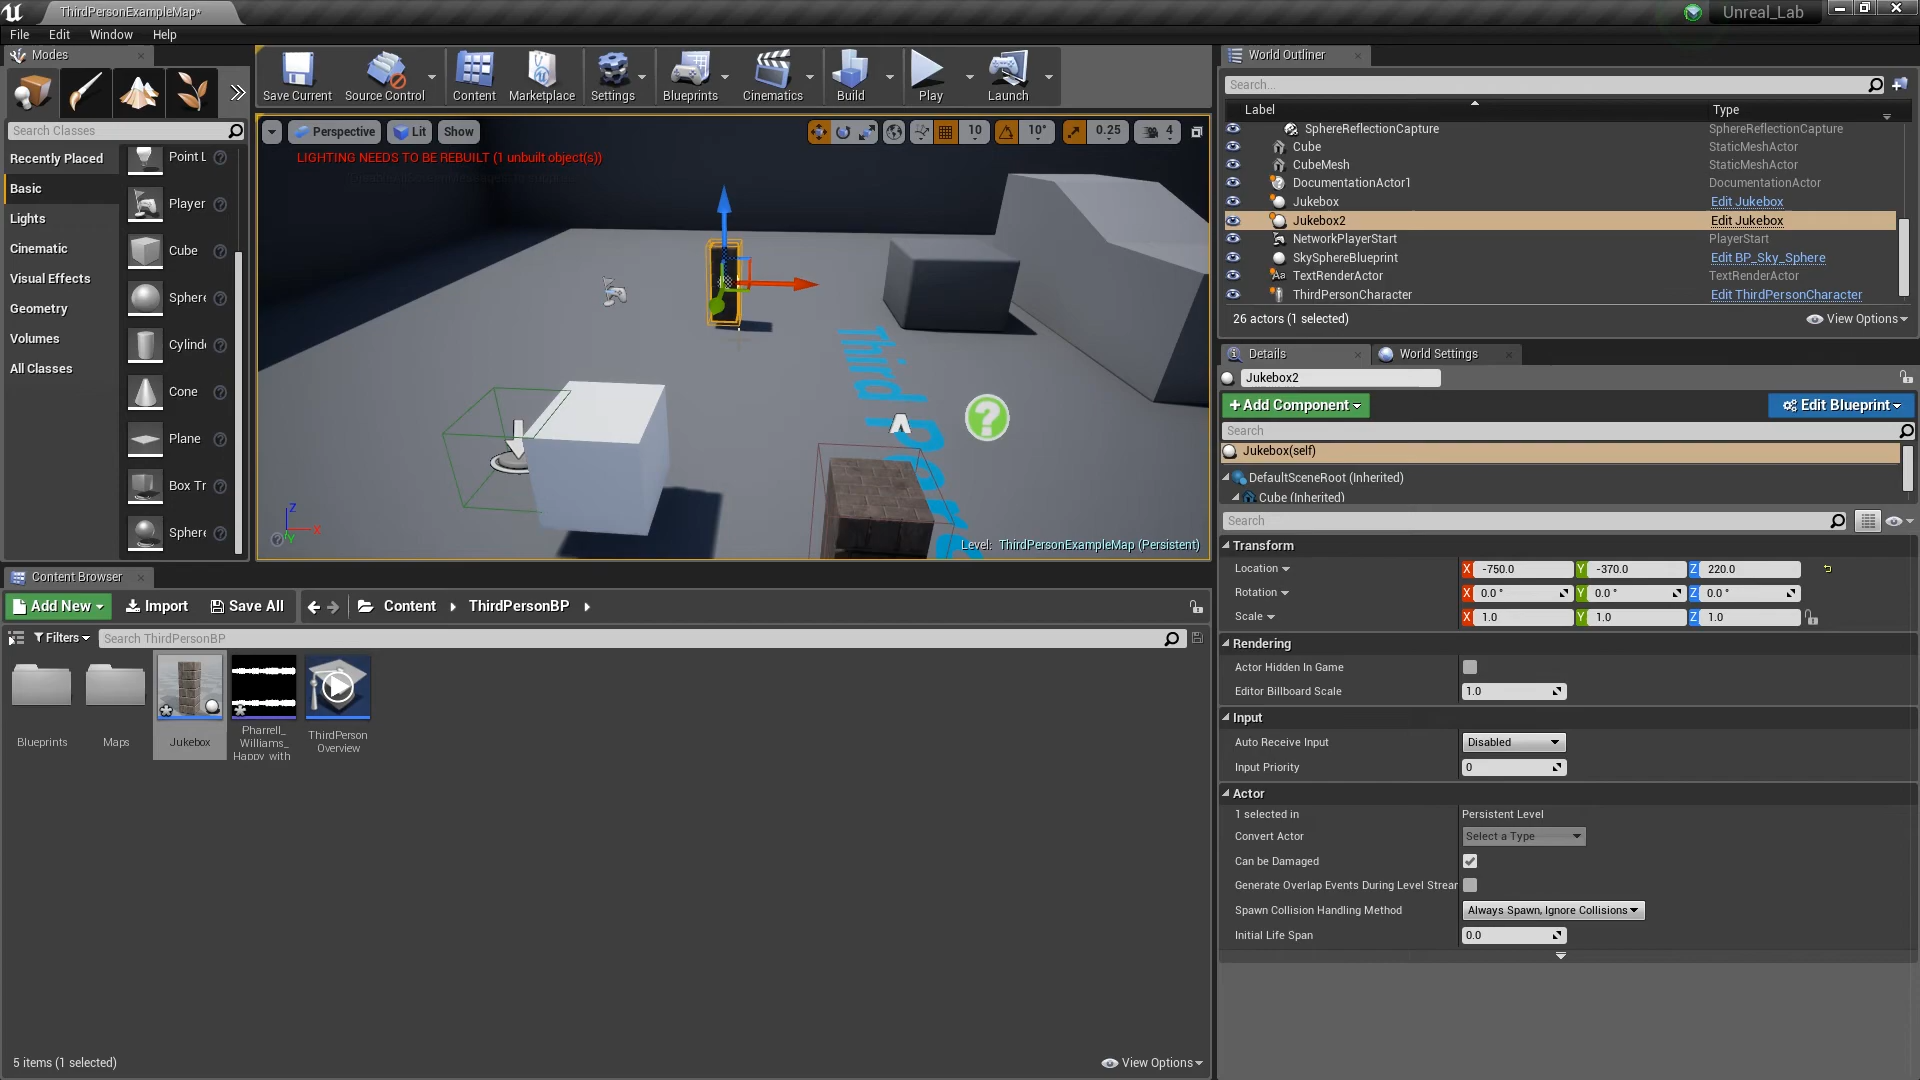 ThirdPersonExampleMap*
Unreal_Lab
File Edit Window Help
Modes
Save Current Source Control Content Marketplace Settings Blueprints Cinematics Build Play Launch
Search Classes
Recently Placed
Basic
Lights
Cinematic
Visual Effects
Geometry
Volumes
All Classes
Point L
Player
Cube
Sphere
Cylinde
Cone
Plane
Box Tr
Sphere
Perspective Lit Show
10 10° 0.25 4
LIGHTING NEEDS TO BE REBUILT (1 unbuilt object(s))
Third Pers
Z
X
Y
Level: ThirdPersonExampleMap (Persistent)
World Outliner
Search...
Label Type
SphereReflectionCapture SphereReflectionCapture
Cube StaticMeshActor
CubeMesh StaticMeshActor
DocumentationActor1 DocumentationActor
Jukebox Edit Jukebox
Jukebox2 Edit Jukebox
NetworkPlayerStart PlayerStart
SkySphereBlueprint Edit BP_Sky_Sphere
TextRenderActor TextRenderActor
ThirdPersonCharacter Edit ThirdPersonCharacter
26 actors (1 selected) View Options
Details World Settings
Jukebox2
+Add Component Edit Blueprint
Search
Jukebox(self)
DefaultSceneRoot (Inherited)
Cube (Inherited)
Search
Transform
Location X -750.0 Y -370.0 Z 220.0
Rotation X 0.0 ° Y 0.0 ° Z 0.0 °
Scale X 1.0 Y 1.0 Z 1.0
Rendering
Actor Hidden In Game
Editor Billboard Scale 1.0
Input
Auto Receive Input Disabled
Input Priority 0
Actor
1 selected in Persistent Level
Convert Actor Select a Type
Can be Damaged
Generate Overlap Events During Level Strear
Spawn Collision Handling Method Always Spawn, Ignore Collisions
Initial Life Span 0.0
Content Browser
Add New Import Save All Content ThirdPersonBP
Filters Search ThirdPersonBP
Blueprints
Maps
Jukebox
Pharrell_
Williams_
Happy_with
ThirdPerson
Overview
5 items (1 selected) View Options